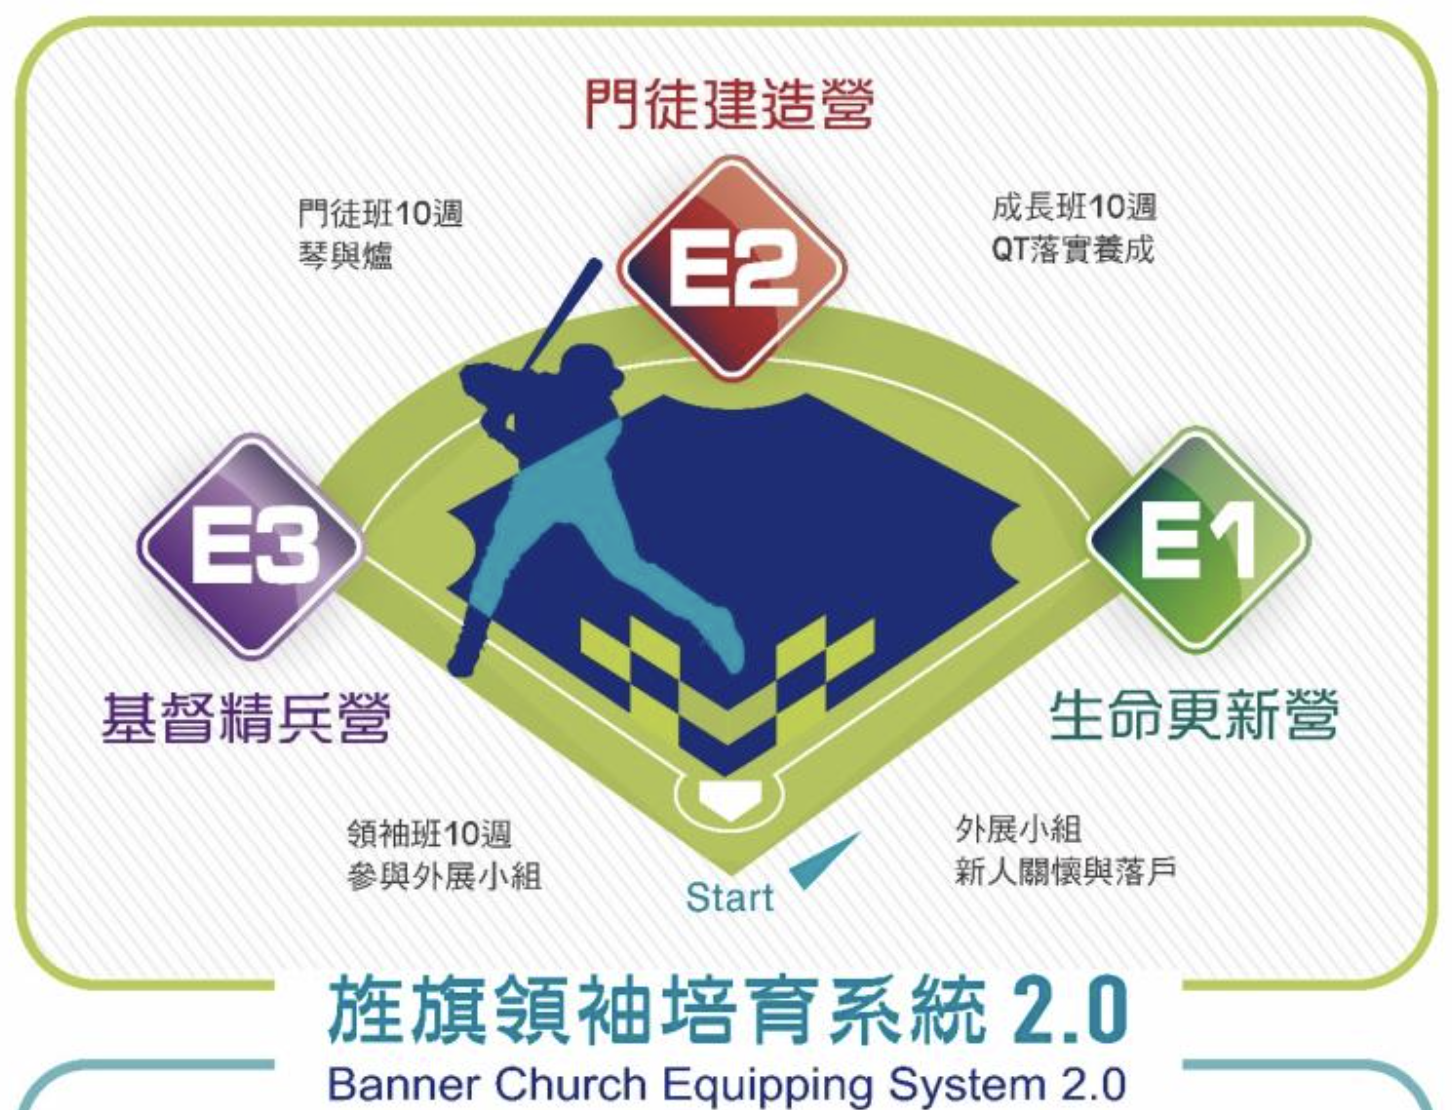 門徒建造營
門徒班10週
琴與爐
E2
成長班10週
QT落實養成
E3
E1
基督精兵營
生命更新營
領袖班10週
參與外展小組
外展小組
新人關懷與落戶
Start
旌旗領袖培育系統 2.0
Banner Church Equipping System 2.0